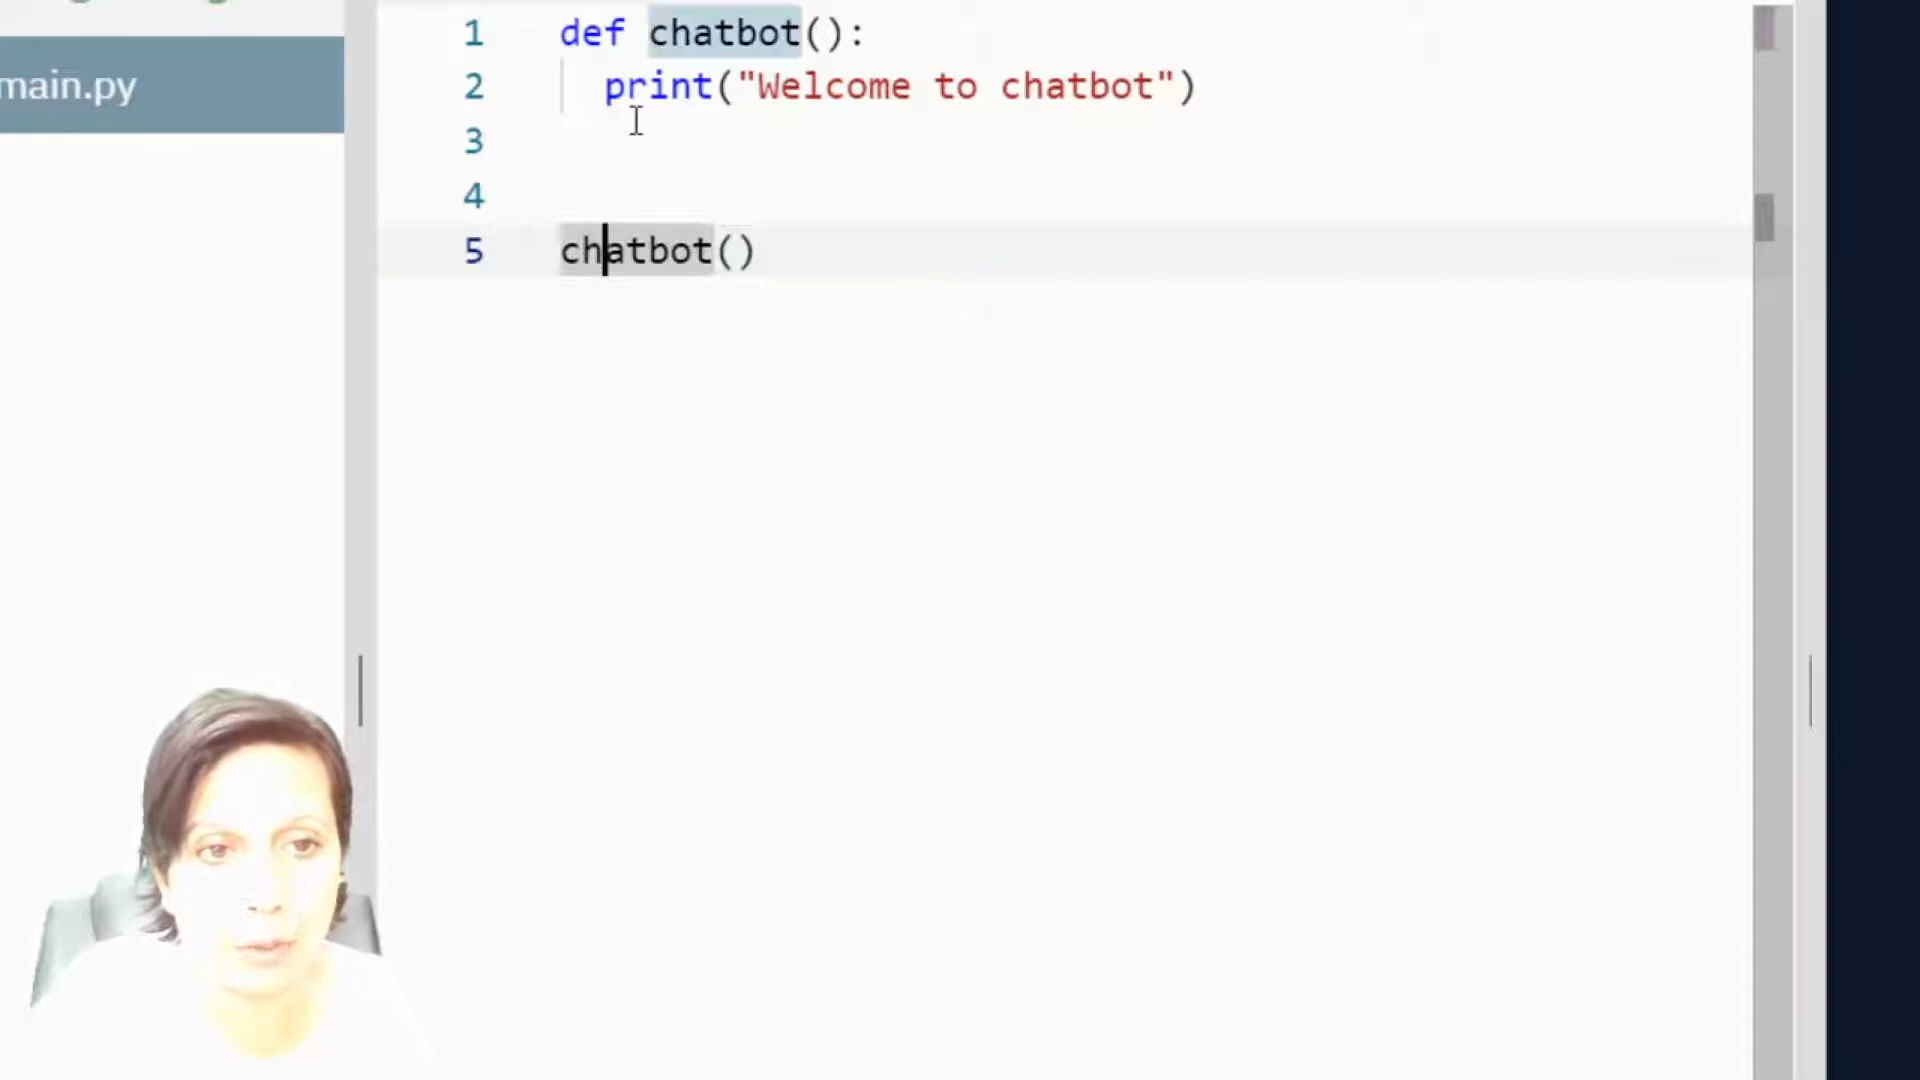 main.py
1 def chatbot():
2 print("Welcome to chatbot")
3
4
5 chatbot()